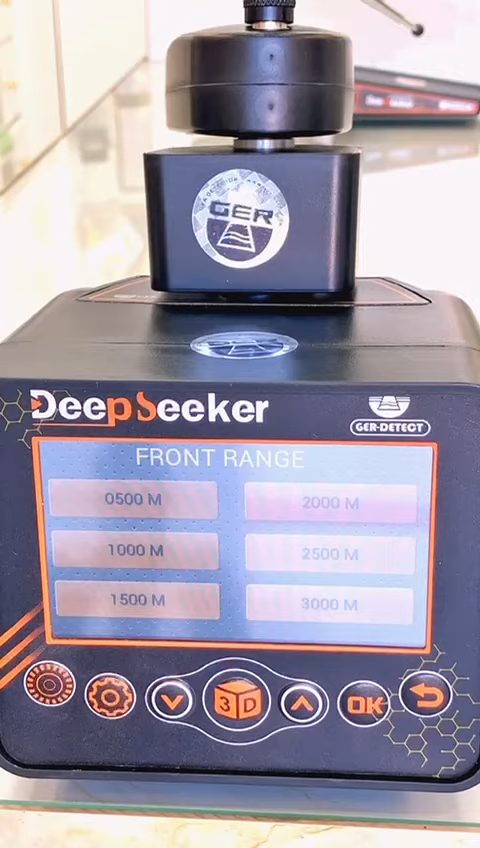 GER
DeepSeeker
GER-DETECT
FRONT RANGE
0500 M
2000 M
1000 M
2500 M
1500 M
3000 M
3D
OK